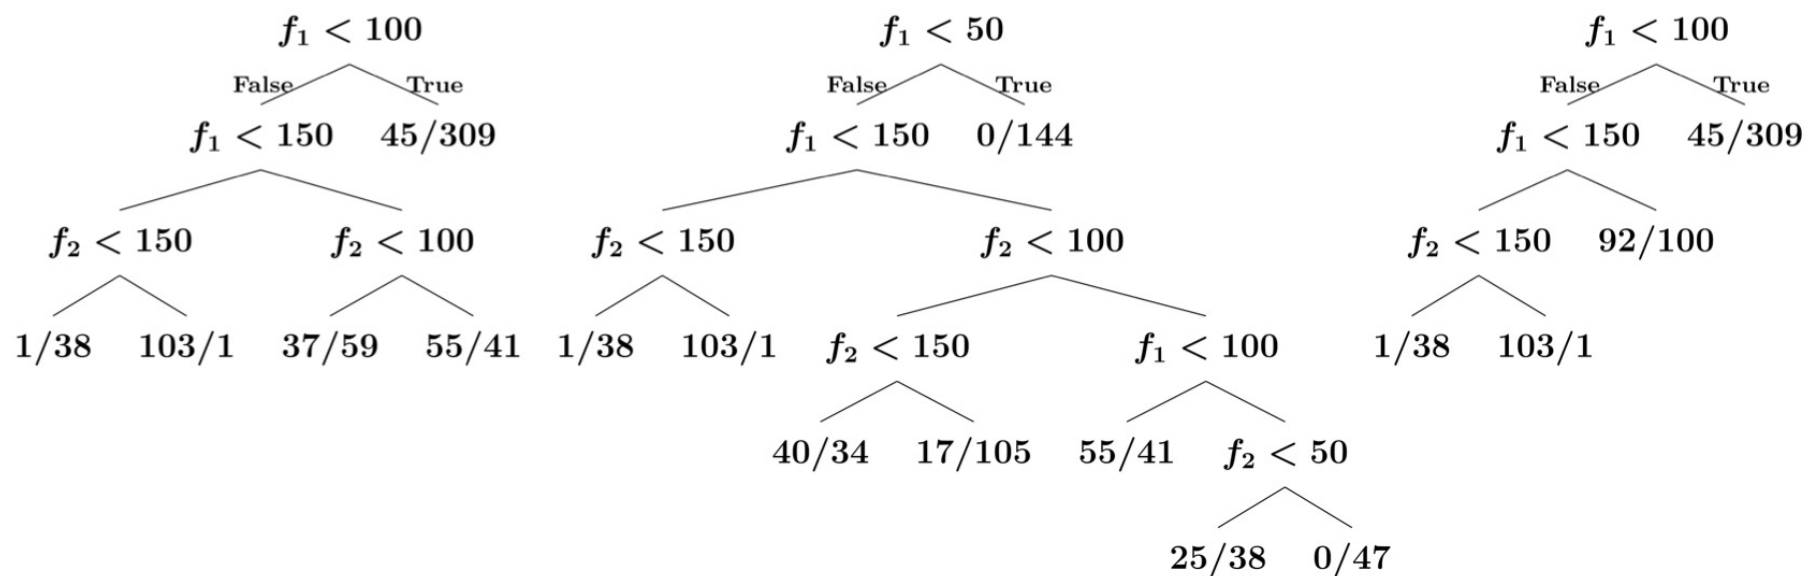 f₁ < 100 f₁ < 50 f₁ < 100
False True False True False True
f₁ < 150 45/309 f₁ < 150 0/144 f₁ < 150 45/309
f₂ < 150 f₂ < 100 f₂ < 150 f₂ < 100 f₂ < 150 92/100
1/38 103/1 37/59 55/41 1/38 103/1 f₂ < 150 f₁ < 100 1/38 103/1
40/34 17/105 55/41 f₂ < 50
25/38 0/47